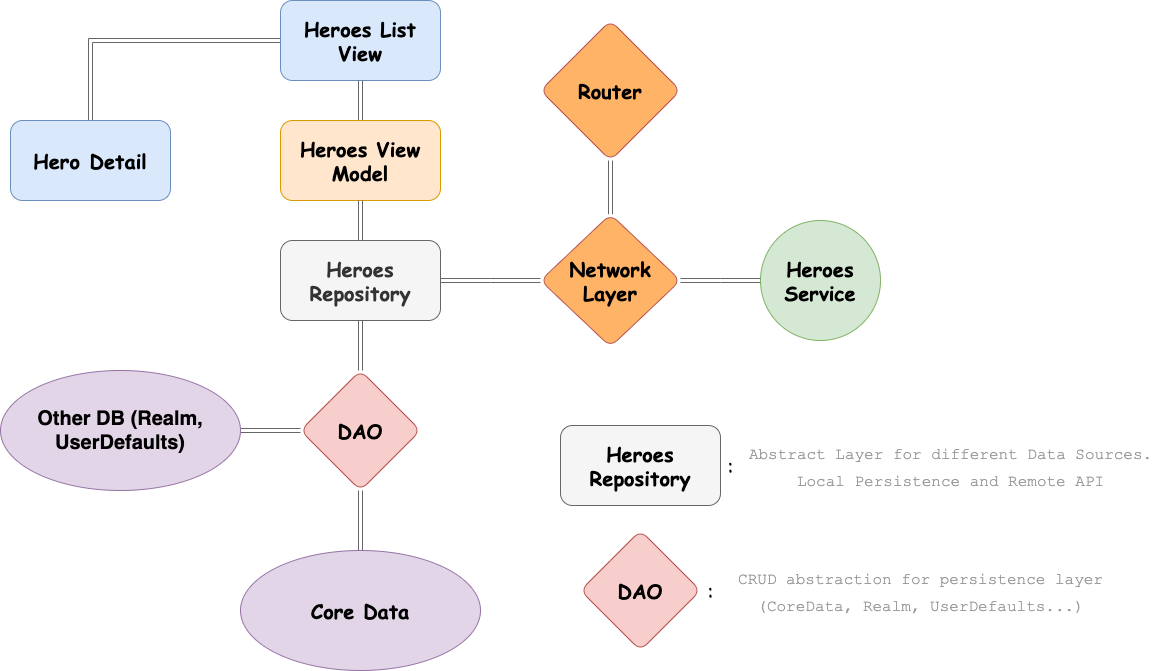 Heroes List
View
Router
Hero Detail
Heroes View
Model
Heroes
Repository
Network
Layer
Heroes
Service
Other DB (Realm,
UserDefaults)
DAO
Heroes
Repository
:
Abstract Layer for different Data Sources.
Local Persistence and Remote API
Core Data
DAO
:
CRUD abstraction for persistence layer
(CoreData, Realm, UserDefaults...)